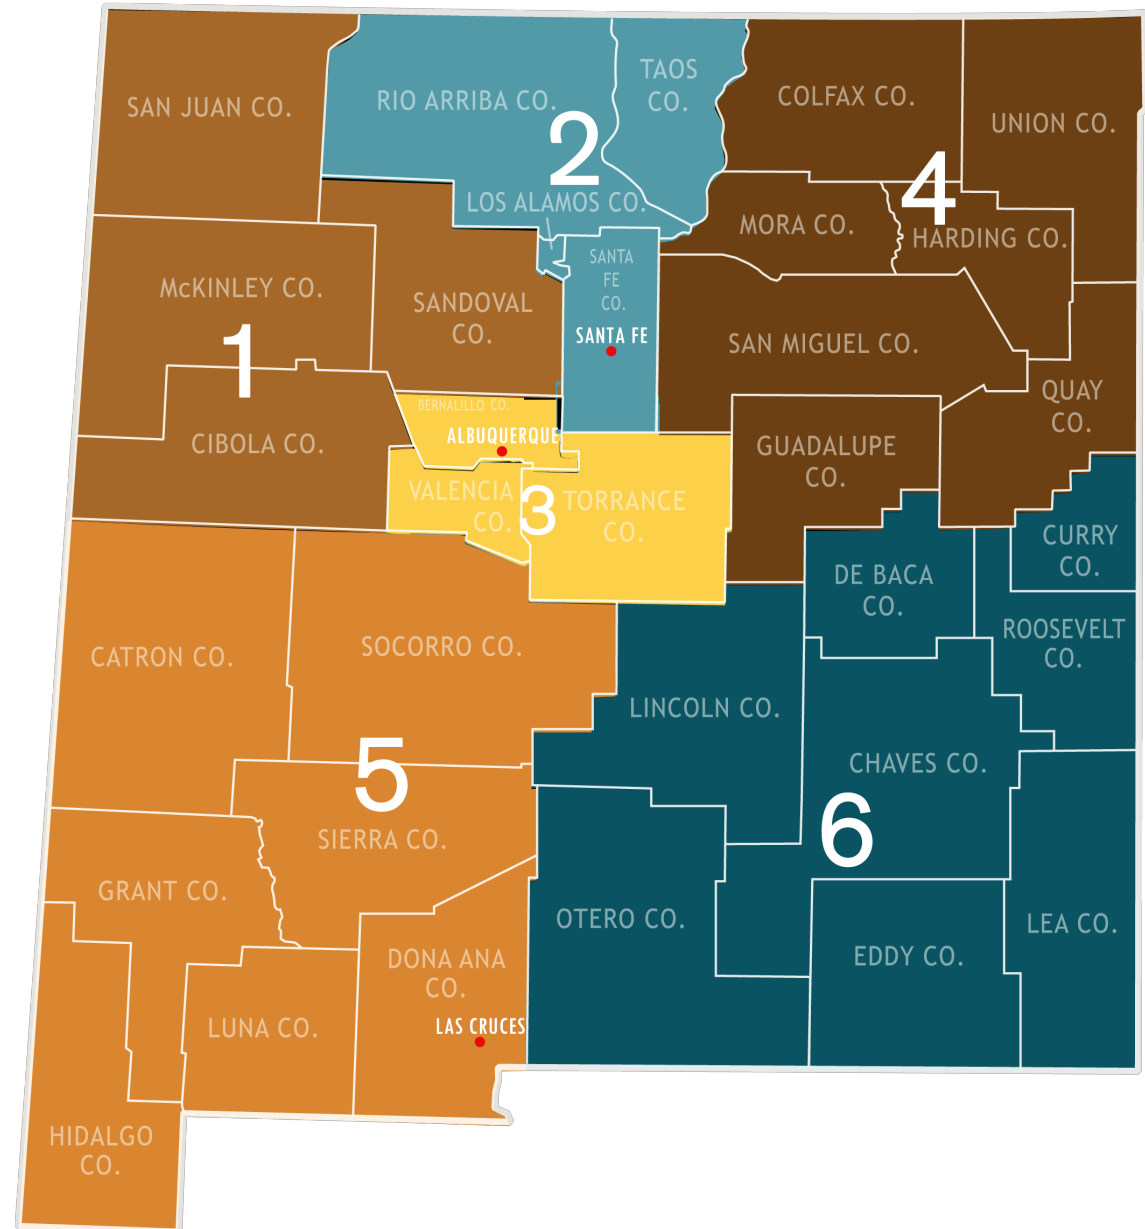 SAN JUAN CO.
RIO ARRIBA CO.
TAOS
CO.
COLFAX CO.
UNION CO.
2
4
LOS ALAMOS CO.
MORA CO.
HARDING CO.
McKINLEY CO.
SANDOVAL
CO.
SANTA
FE
CO.
SANTA FE
SAN MIGUEL CO.
1
QUAY
CO.
BERNALILLO CO.
ALBUQUERQUE
CIBOLA CO.
GUADALUPE
CO.
VALENCIA
CO.
3
TORRANCE
CO.
CURRY
CO.
DE BACA
CO.
ROOSEVELT
CO.
CATRON CO.
SOCORRO CO.
LINCOLN CO.
CHAVES CO.
5
6
SIERRA CO.
GRANT CO.
OTERO CO.
LEA CO.
DONA ANA
CO.
EDDY CO.
LUNA CO.
LAS CRUCES
HIDALGO
CO.